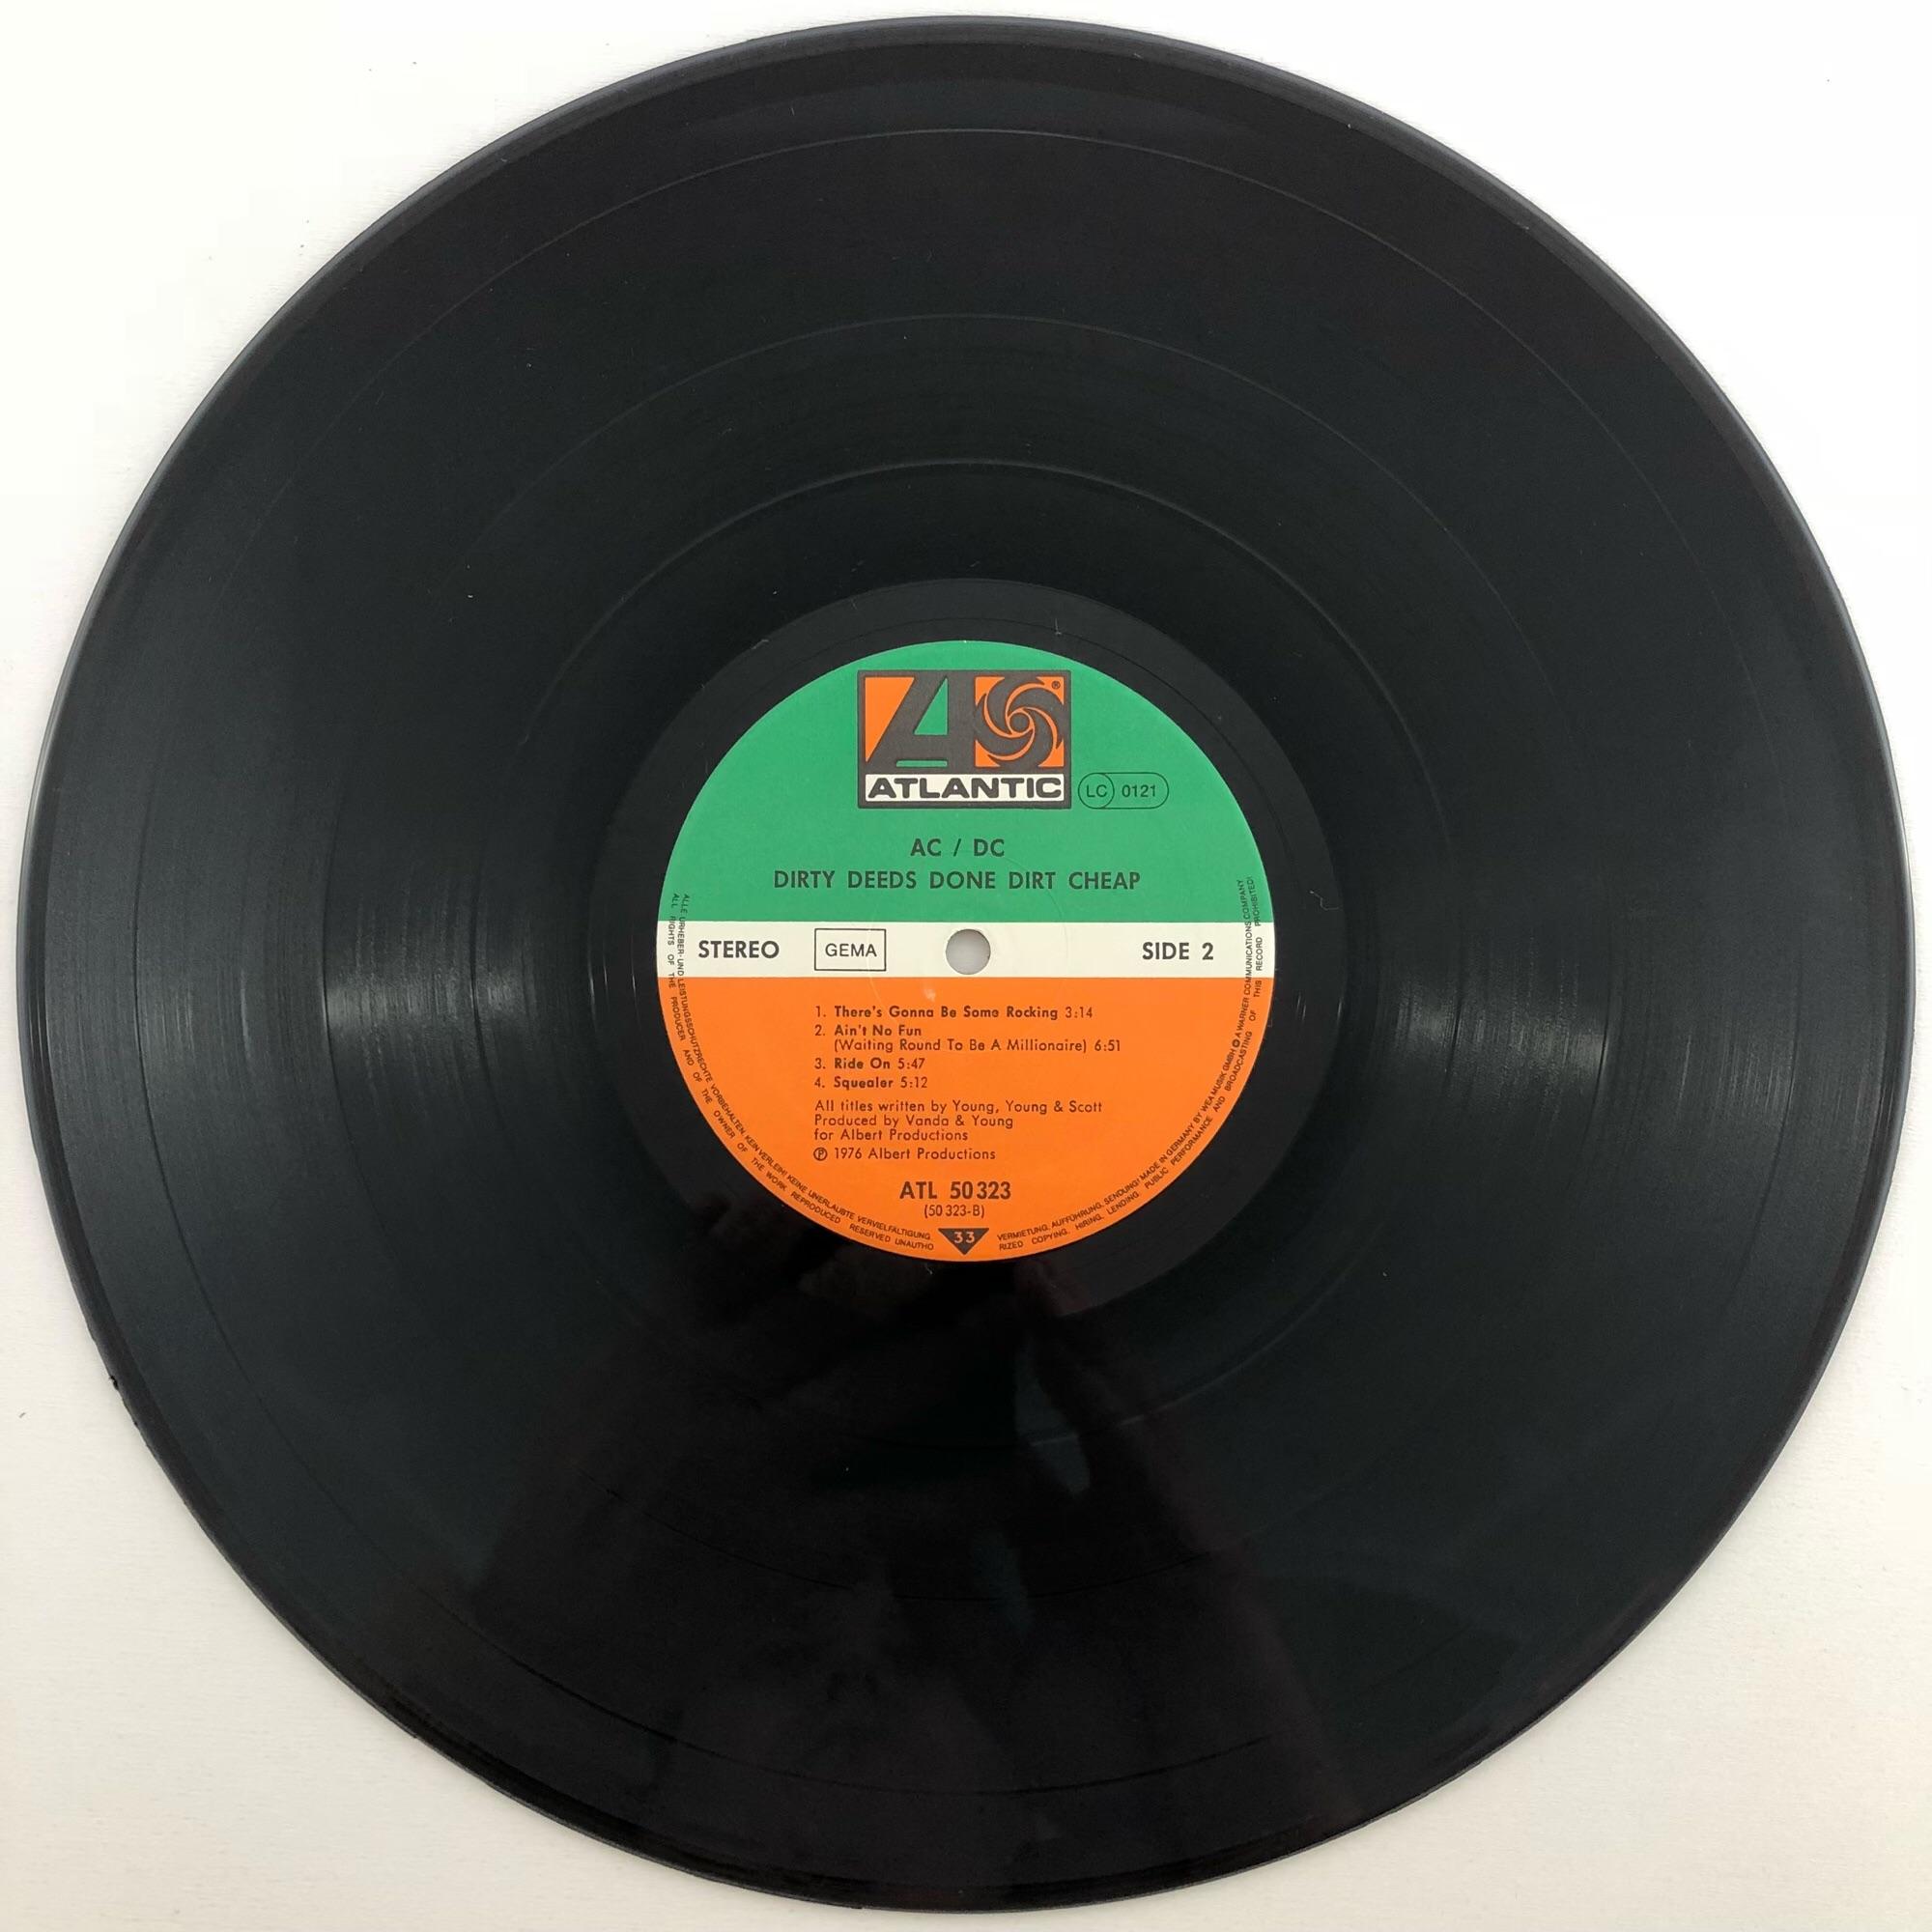 ATLANTIC
®
LC 0121
AC / DC
DIRTY DEEDS DONE DIRT CHEAP
STEREO GEMA SIDE 2
1. There's Gonna Be Some Rocking 3:14
2. Ain't No Fun
(Waiting Round To Be A Millionaire) 6:51
3. Ride On 5:47
4. Squealer 5:12
All titles written by Young, Young & Scott
Produced by Vanda & Young
for Albert Productions
℗ 1976 Albert Productions
ATL 50 323
(50 323-B)
33
ALLE URHEBER-UND LEISTUNGSSCHUTZRECHTE VORBEHALTEN. KEIN VERLEIH! KEINE UNERLAUBTE VERVIELFÄLTIGUNG, VERMIETUNG, AUFFÜHRUNG, SENDUNG! MADE IN GERMANY BY WEA MUSIK GMBH A WARNER COMMUNICATIONS COMPANY
ALL RIGHTS OF THE PRODUCER AND OF THE OWNER OF THE WORK REPRODUCED RESERVED UNAUTHORIZED COPYING, HIRING, LENDING, PUBLIC PERFORMANCE AND BROADCASTING OF THIS RECORD PROHIBITED!